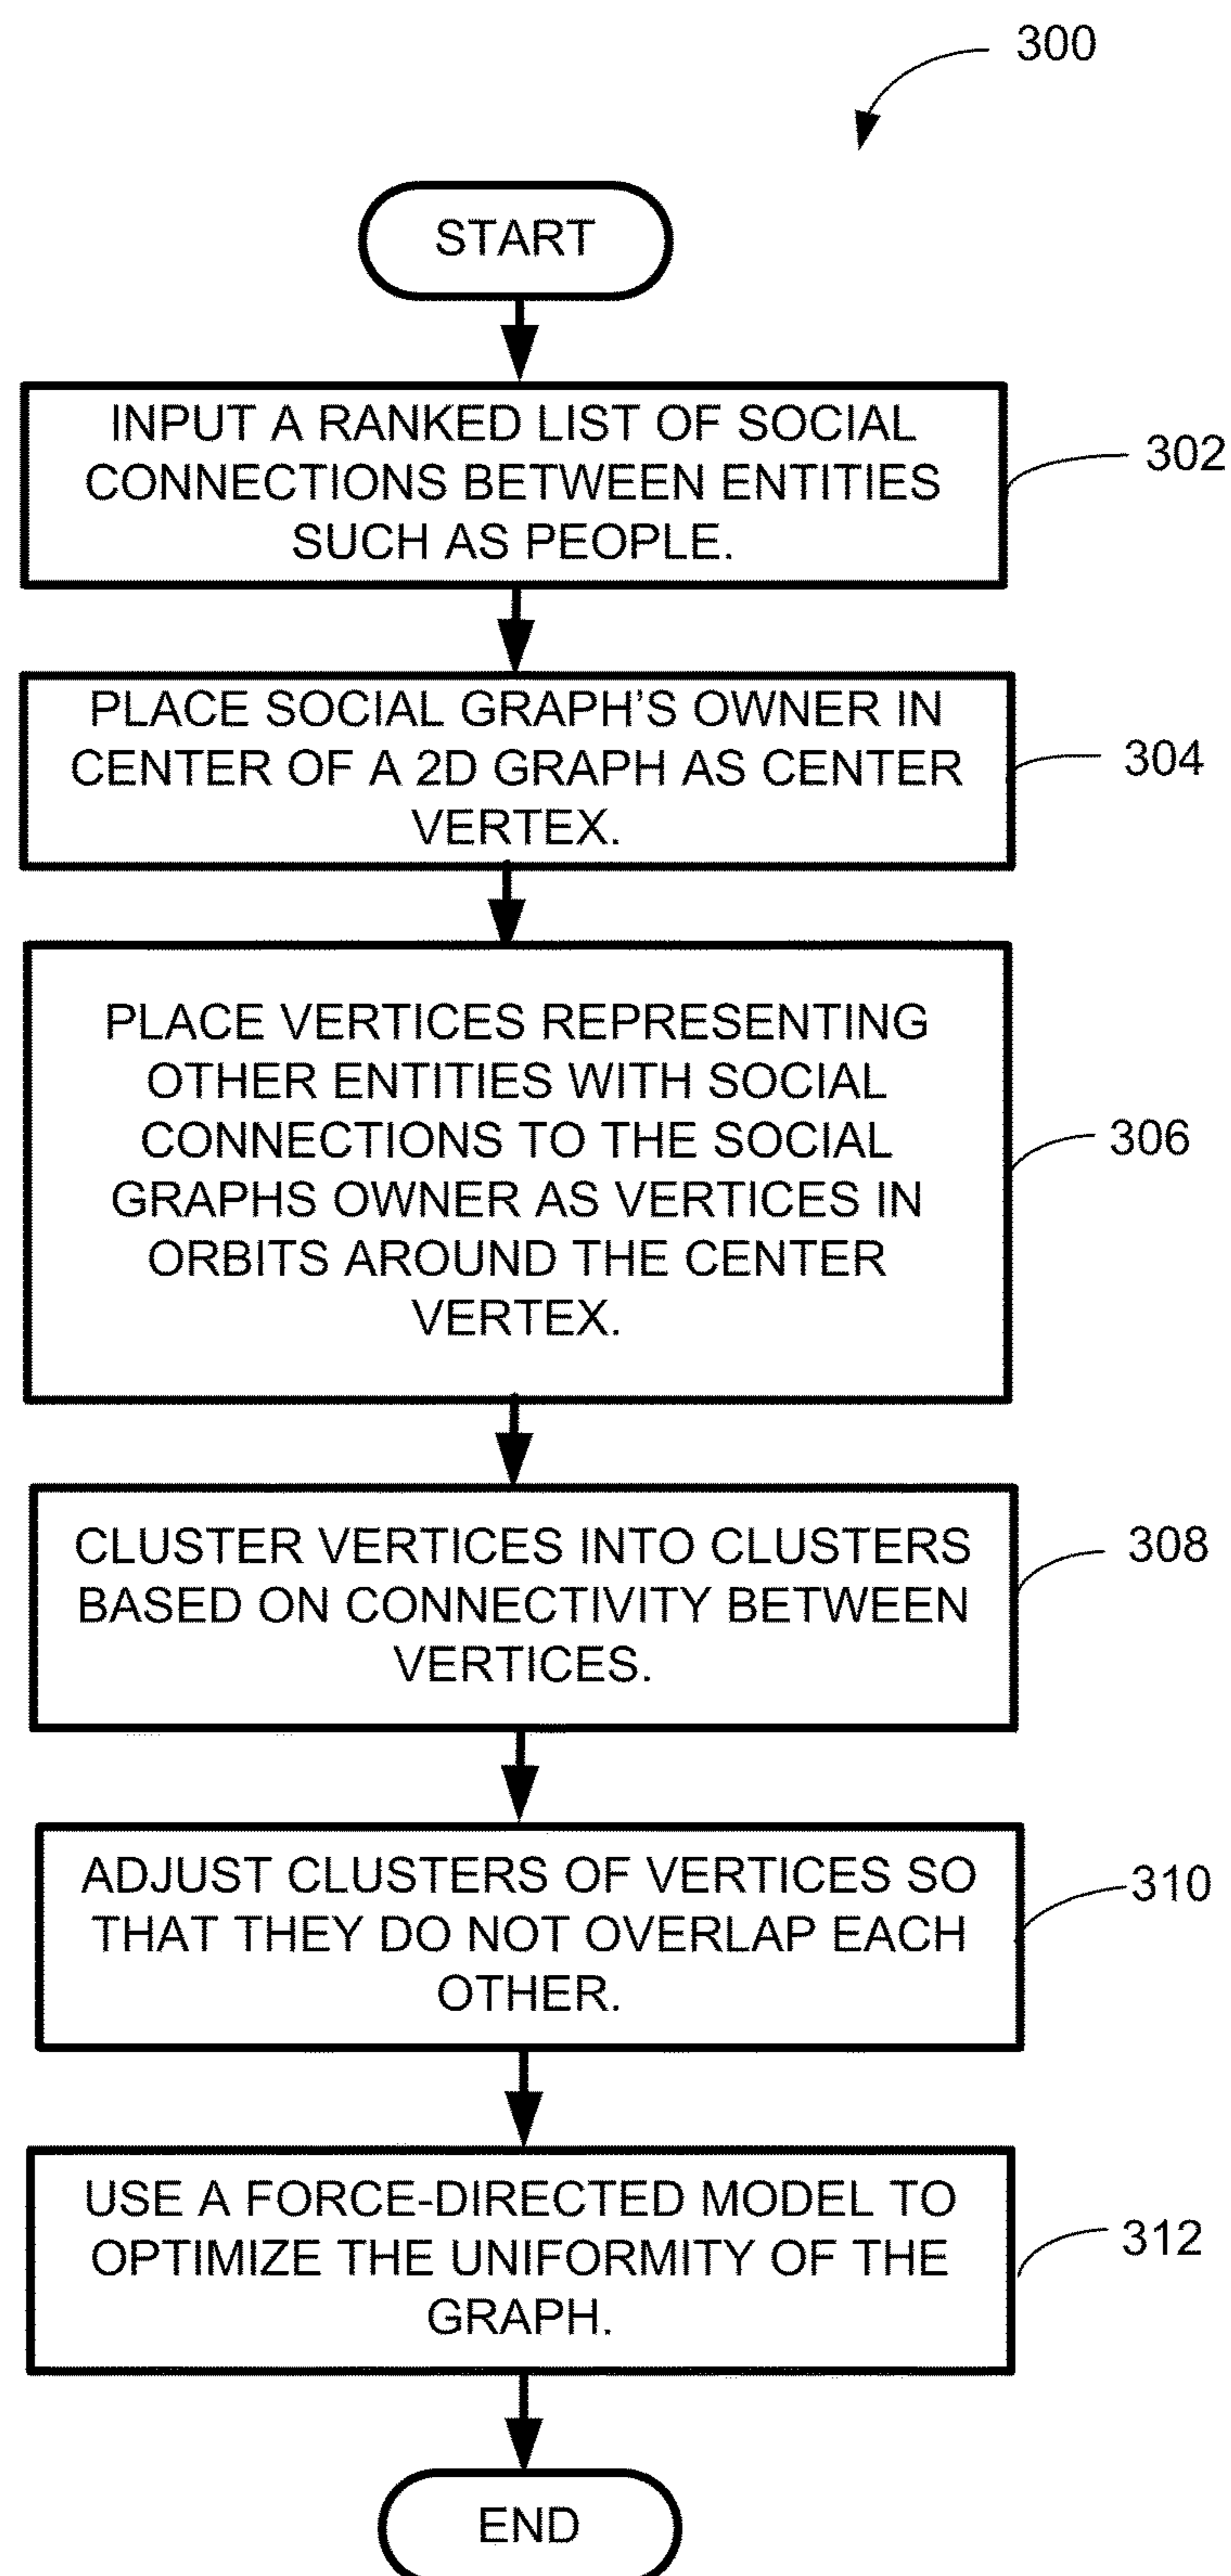 300
START
INPUT A RANKED LIST OF SOCIAL
CONNECTIONS BETWEEN ENTITIES
SUCH AS PEOPLE.
302
PLACE SOCIAL GRAPH’S OWNER IN
CENTER OF A 2D GRAPH AS CENTER
VERTEX.
304
PLACE VERTICES REPRESENTING
OTHER ENTITIES WITH SOCIAL
CONNECTIONS TO THE SOCIAL
GRAPHS OWNER AS VERTICES IN
ORBITS AROUND THE CENTER
VERTEX.
306
CLUSTER VERTICES INTO CLUSTERS
BASED ON CONNECTIVITY BETWEEN
VERTICES.
308
ADJUST CLUSTERS OF VERTICES SO
THAT THEY DO NOT OVERLAP EACH
OTHER.
310
USE A FORCE-DIRECTED MODEL TO
OPTIMIZE THE UNIFORMITY OF THE
GRAPH.
312
END